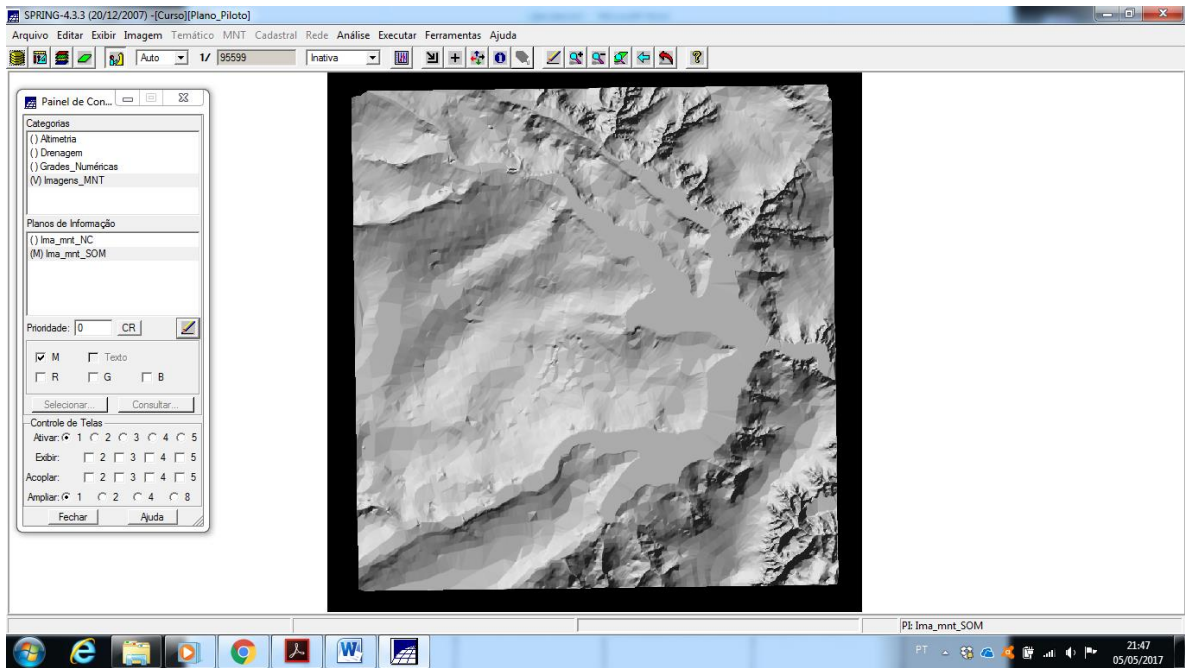 SPRING-4.3.3 (20/12/2007) -[Curso][Plano_Piloto]
Arquivo Editar Exibir Imagem Temático MNT Cadastral Rede Análise Executar Ferramentas Ajuda
Auto 1/ 95599 Inativa
Painel de Con...
Categorias
( ) Altimetria
( ) Drenagem
( ) Grades_Numéricas
(V) Imagens_MNT
Planos de Informação
( ) Ima_mnt_NC
(M) Ima_mnt_SOM
Prioridade: 0 CR
M Texto
R G B
Selecionar... Consultar...
Controle de Telas
Ativar: 1 2 3 4 5
Exibir: 2 3 4 5
Acoplar: 2 3 4 5
Ampliar: 1 2 4 8
Fechar Ajuda
PI: Ima_mnt_SOM
PT 21:47
05/05/2017